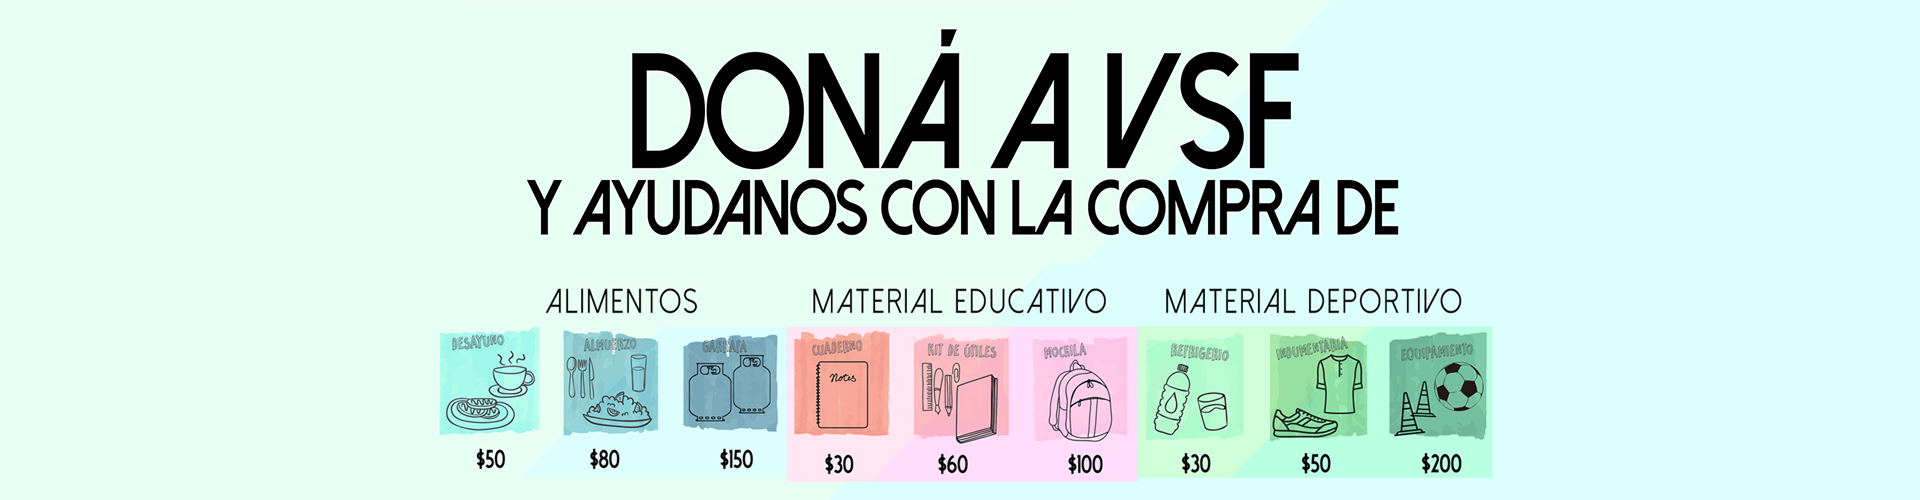 DONÁ A VSF
Y AYUDANOS CON LA COMPRA DE
ALIMENTOS MATERIAL EDUCATIVO MATERIAL DEPORTIVO
DESAYUNO ALMUERZO GARRAFA CUADERNO KIT DE ÚTILES MOCHILA REFRIGERIO INDUMENTARIA EQUIPAMIENTO
Notes
$50 $80 $150 $30 $60 $100 $30 $50 $200